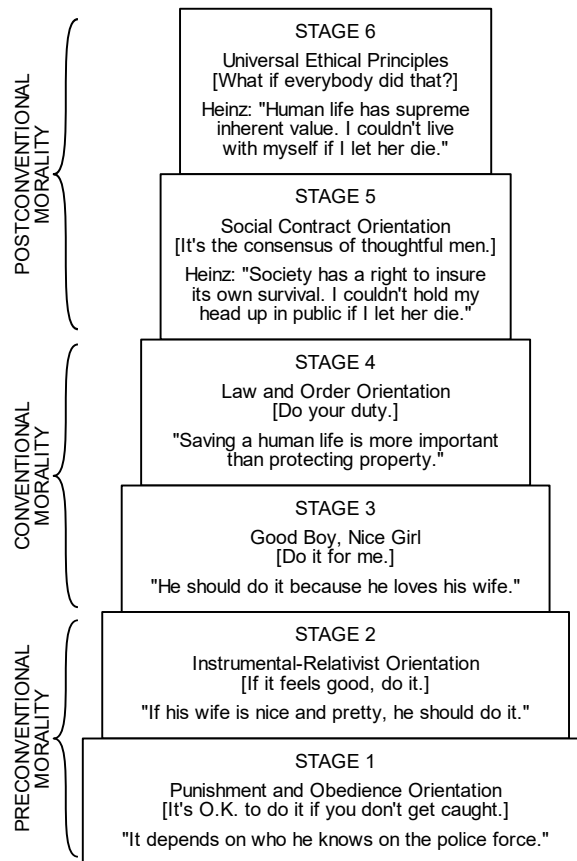 STAGE 6
Universal Ethical Principles
[What if everybody did that?]
Heinz: "Human life has supreme
inherent value. I couldn't live
with myself if I let her die."
POSTCONVENTIONAL
MORALITY
STAGE 5
Social Contract Orientation
[It's the consensus of thoughtful men.]
Heinz: "Society has a right to insure
its own survival. I couldn't hold my
head up in public if I let her die."
STAGE 4
Law and Order Orientation
[Do your duty.]
"Saving a human life is more important
than protecting property."
CONVENTIONAL
MORALITY
STAGE 3
Good Boy, Nice Girl
[Do it for me.]
"He should do it because he loves his wife."
STAGE 2
Instrumental-Relativist Orientation
[If it feels good, do it.]
"If his wife is nice and pretty, he should do it."
PRECONVENTIONAL
MORALITY
STAGE 1
Punishment and Obedience Orientation
[It's O.K. to do it if you don't get caught.]
"It depends on who he knows on the police force."